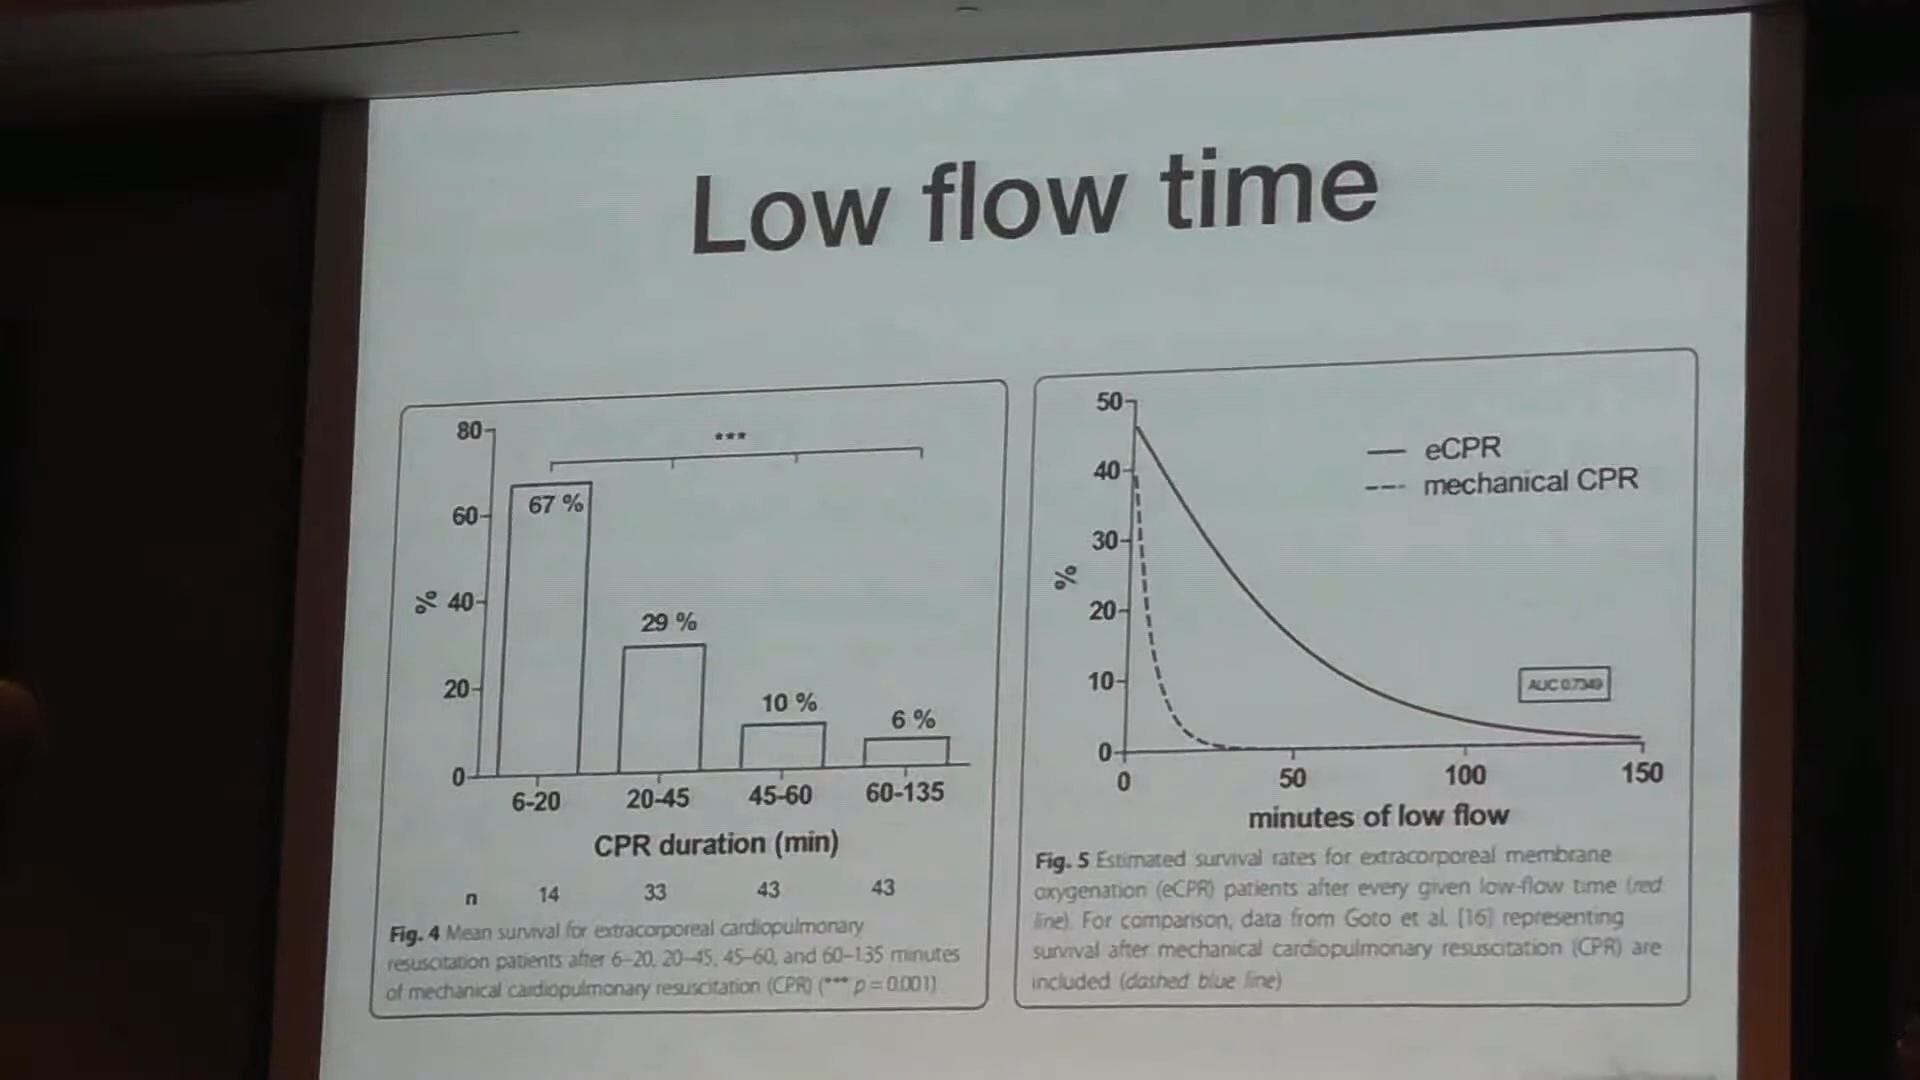 Low flow time
80
***
67 %
60
29 %
%
40
20
10 %
6 %
0
6-20
20-45
45-60
60-135
CPR duration (min)
n
14
33
43
43
Fig. 4 Mean survival for extracorporeal cardiopulmonary
resuscitation patients after 6–20, 20–45, 45–60, and 60–135 minutes
of mechanical cardiopulmonary resuscitation (CPR) (*** p = 0.001)
50
eCPR
40
mechanical CPR
30
%
20
10
AUC 0.7349
0
0
50
100
150
minutes of low flow
Fig. 5 Estimated survival rates for extracorporeal membrane
oxygenation (eCPR) patients after every given low-flow time (red
line). For comparison, data from Goto et al. [16] representing
survival after mechanical cardiopulmonary resuscitation (CPR) are
included (dashed blue line)